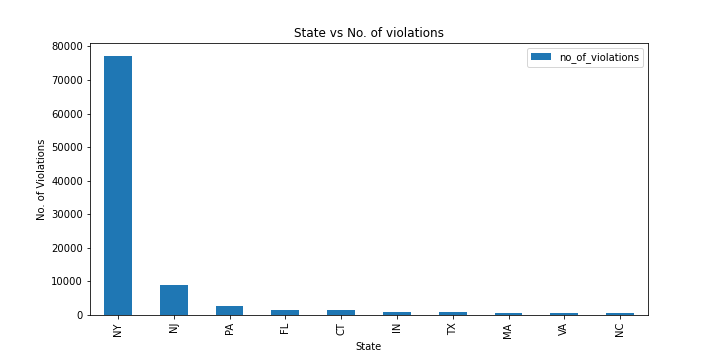 State vs No. of violations
no_of_violations
No. of Violations
80000
70000
60000
50000
40000
30000
20000
10000
0
NY
NJ
PA
FL
CT
IN
TX
MA
VA
NC
State